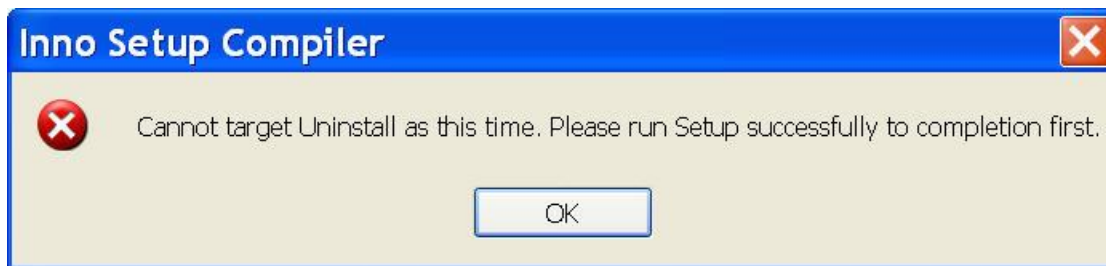 Inno Setup Compiler
Cannot target Uninstall as this time. Please run Setup successfully to completion first.
OK